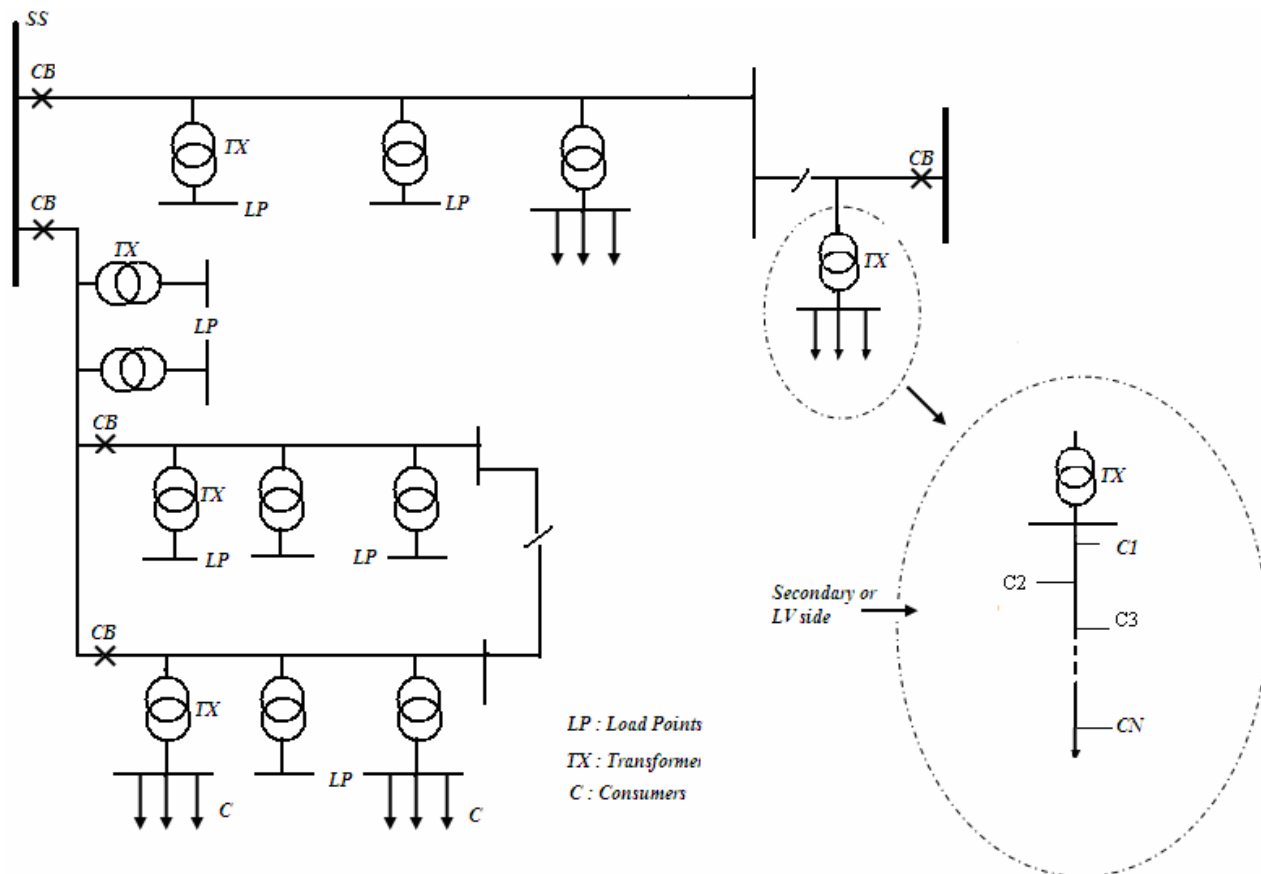 SS
CB
TX
LP
LP
CB
TX
CB
TX
LP
CB
TX
LP
LP
TX
C1
C2
C3
CN
Secondary or
LV side
CB
TX
LP
C
C
LP : Load Points
TX : Transformer
C : Consumers